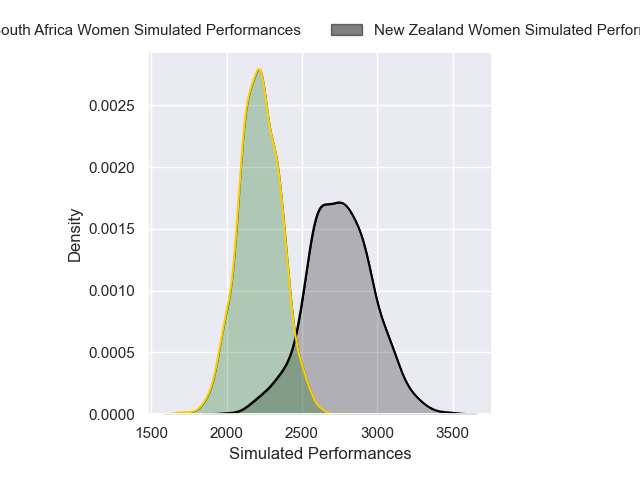 outh Africa Women Simulated Performances
New Zealand Women Simulated Perfor
0.0025
0.0020
0.0015
0.0010
0.0005
0.0000
Density
1500 2000 2500 3000 3500
Simulated Performances